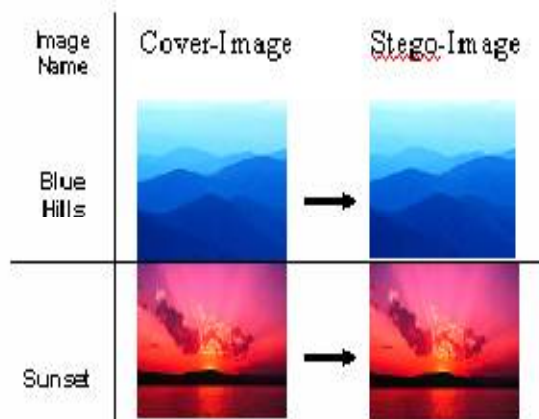 Image
Name
Cover-Image
Stego-Image
Blue
Hills
Sunset